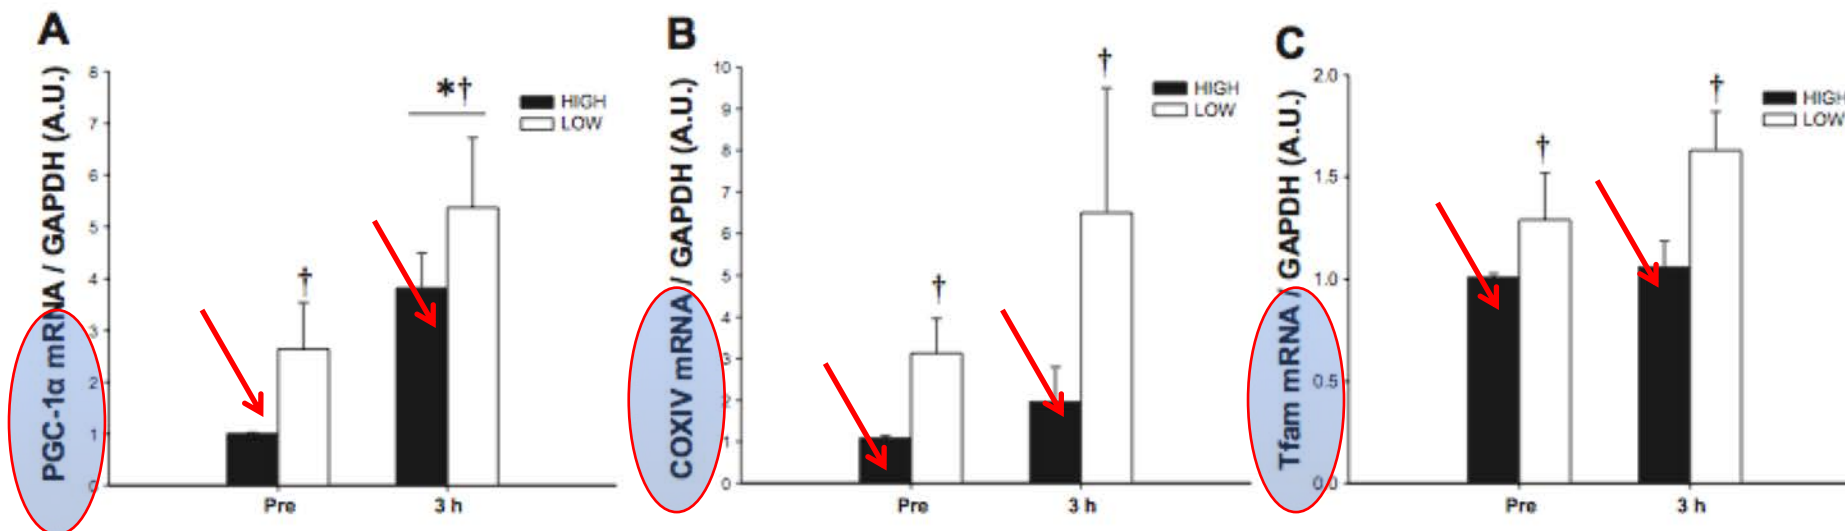 A
PGC-1α mRNA / GAPDH (A.U.)
8
7
6
5
4
3
2
1
0
*†
†
HIGH
LOW
Pre
3 h
B
COXIV mRNA / GAPDH (A.U.)
10
9
8
7
6
5
4
3
2
1
0
†
†
HIGH
LOW
Pre
3 h
C
Tfam mRNA / GAPDH (A.U.)
2.0
1.5
1.0
0.5
0.0
†
†
HIGH
LOW
Pre
3 h